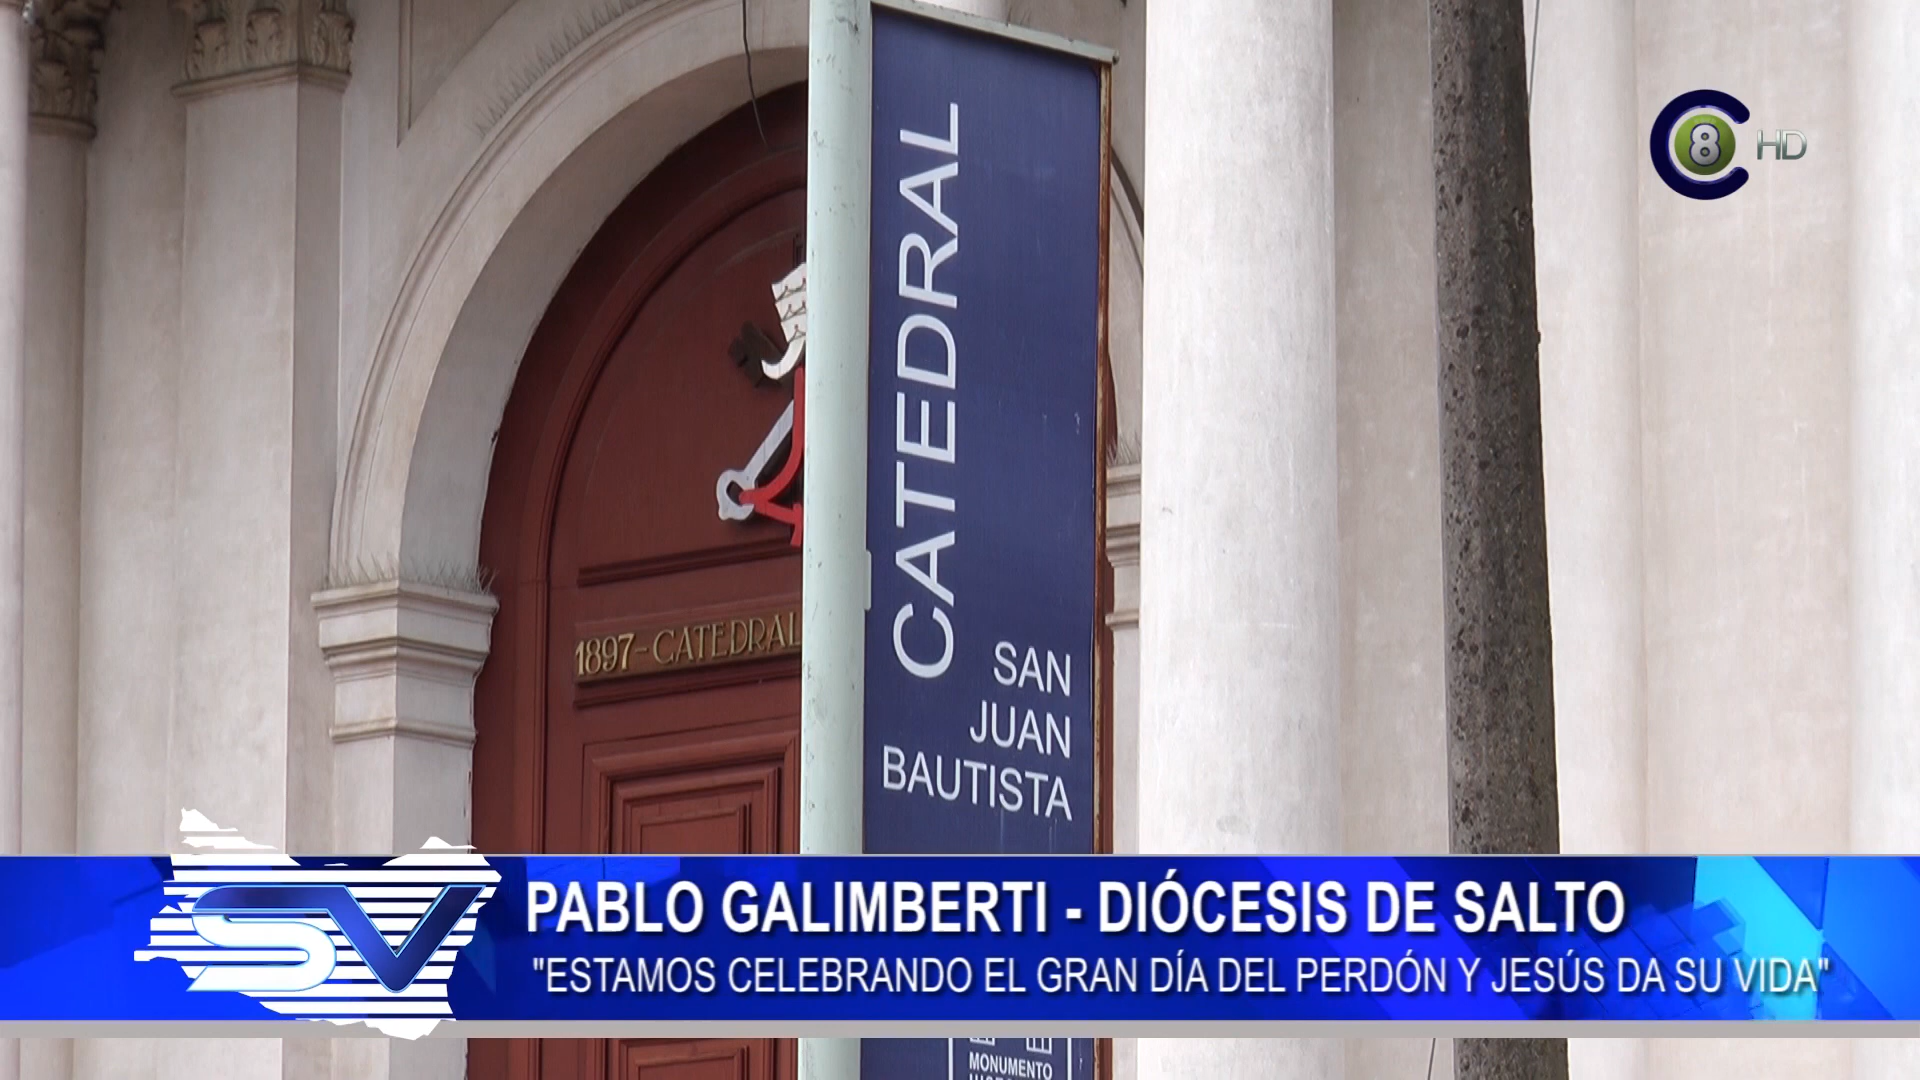 8 HD
CATEDRAL
SAN
JUAN
BAUTISTA
1897-CATEDRAL
SV
PABLO GALIMBERTI - DIÓCESIS DE SALTO
"ESTAMOS CELEBRANDO EL GRAN DÍA DEL PERDÓN Y JESÚS DA SU VIDA"
MONUMENTO